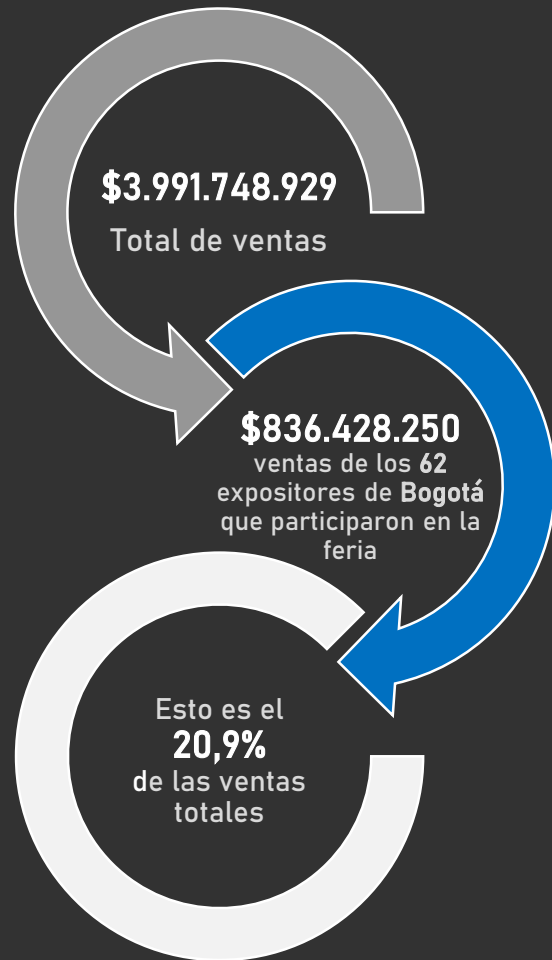 $3.991.748.929
Total de ventas
$836.428.250
ventas de los 62
expositores de Bogotá
que participaron en la
feria
Esto es el
20,9%
de las ventas
totales